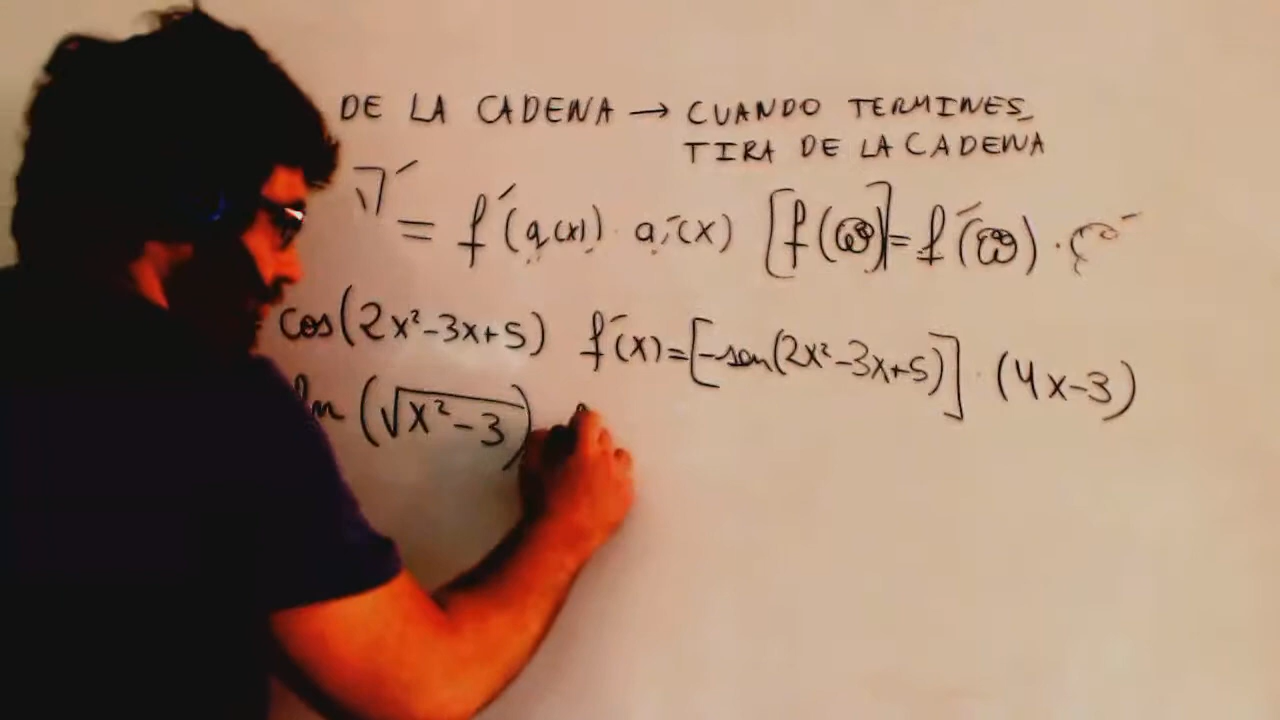 DE LA CADENA → CUANDO TERMINES_
TIRA DE LA CADENA
]´ = f´(g(x)) · g´(x) [f(∞)] = f´(∞) ·
cos(2x²-3x+5) f´(x)=[-sen(2x²-3x+5)] · (4x-3)
ln (√x²-3)